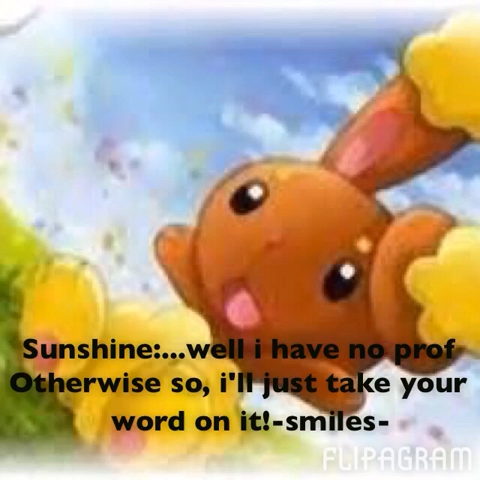 Sunshine:...well i have no prof
Otherwise so, i'll just take your
word on it!-smiles-
FLIPAGRAM